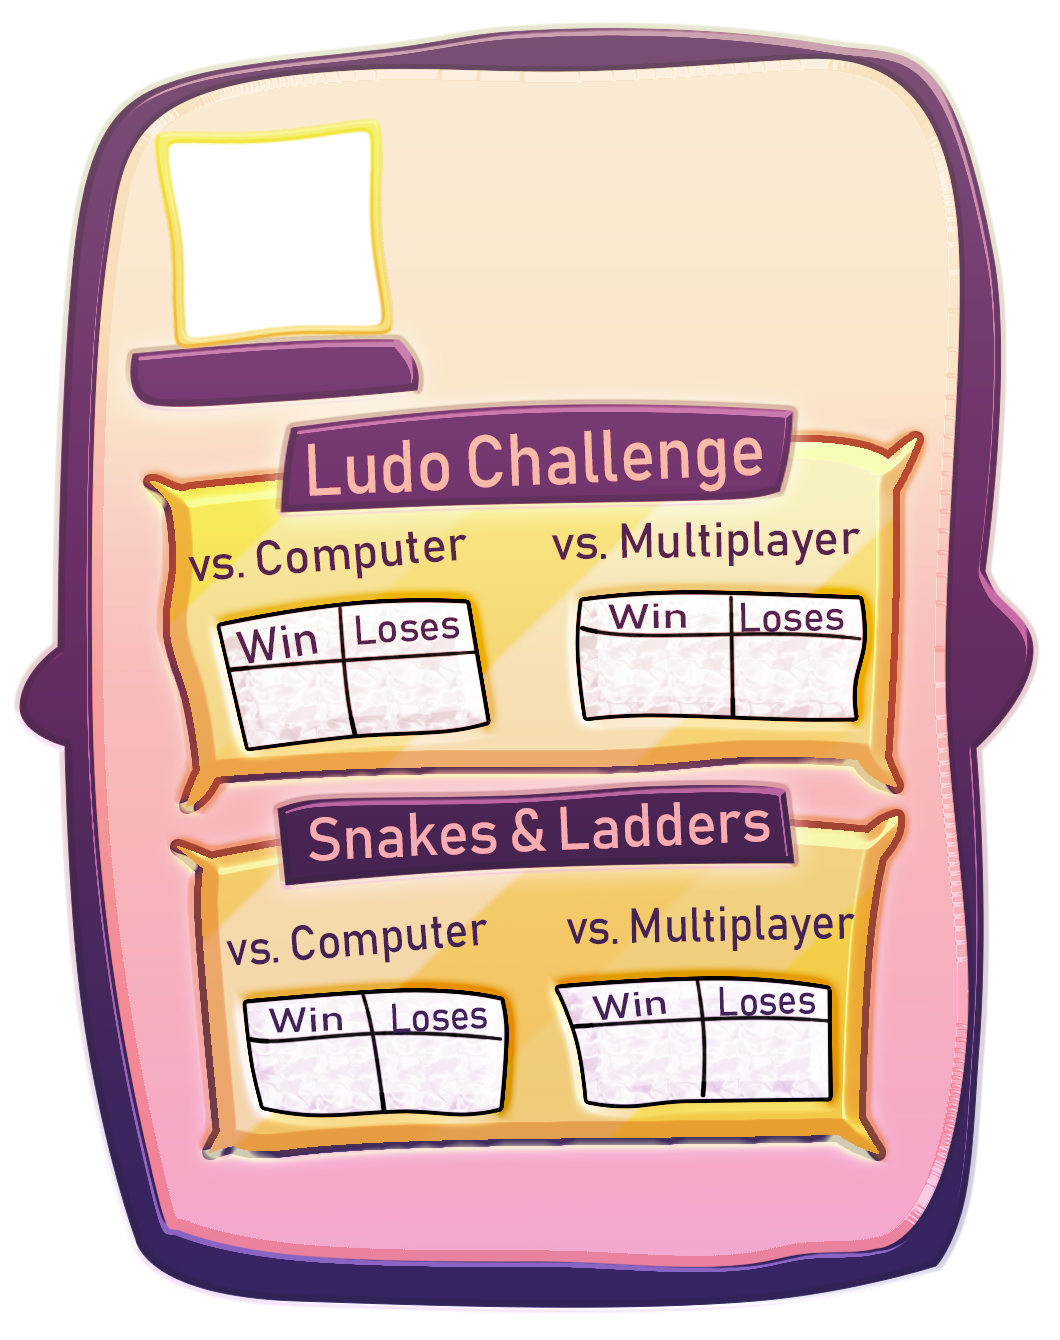 Ludo Challenge
vs. Computer
vs. Multiplayer
Win Loses
Win Loses
Snakes & Ladders
vs. Computer
vs. Multiplayer
Win Loses
Win Loses